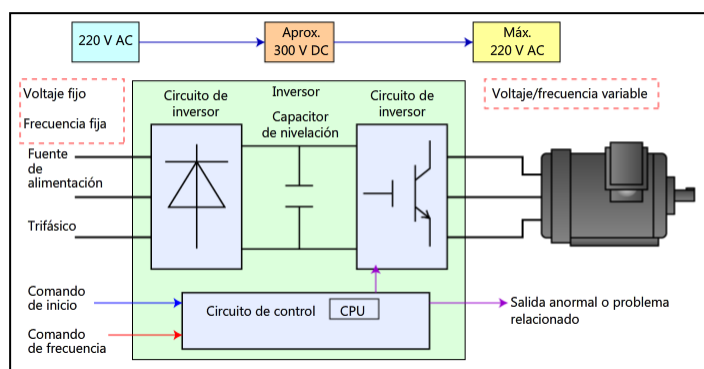 220 V AC
Aprox.
300 V DC
Máx.
220 V AC
Voltaje fijo
Frecuencia fija
Circuito de
inversor
Inversor
Capacitor
de nivelación
Circuito de
inversor
Voltaje/frecuencia variable
Fuente
de
alimentación
Trifásico
Comando
de inicio
Comando
de frecuencia
Circuito de control
CPU
Salida anormal o problema
relacionado